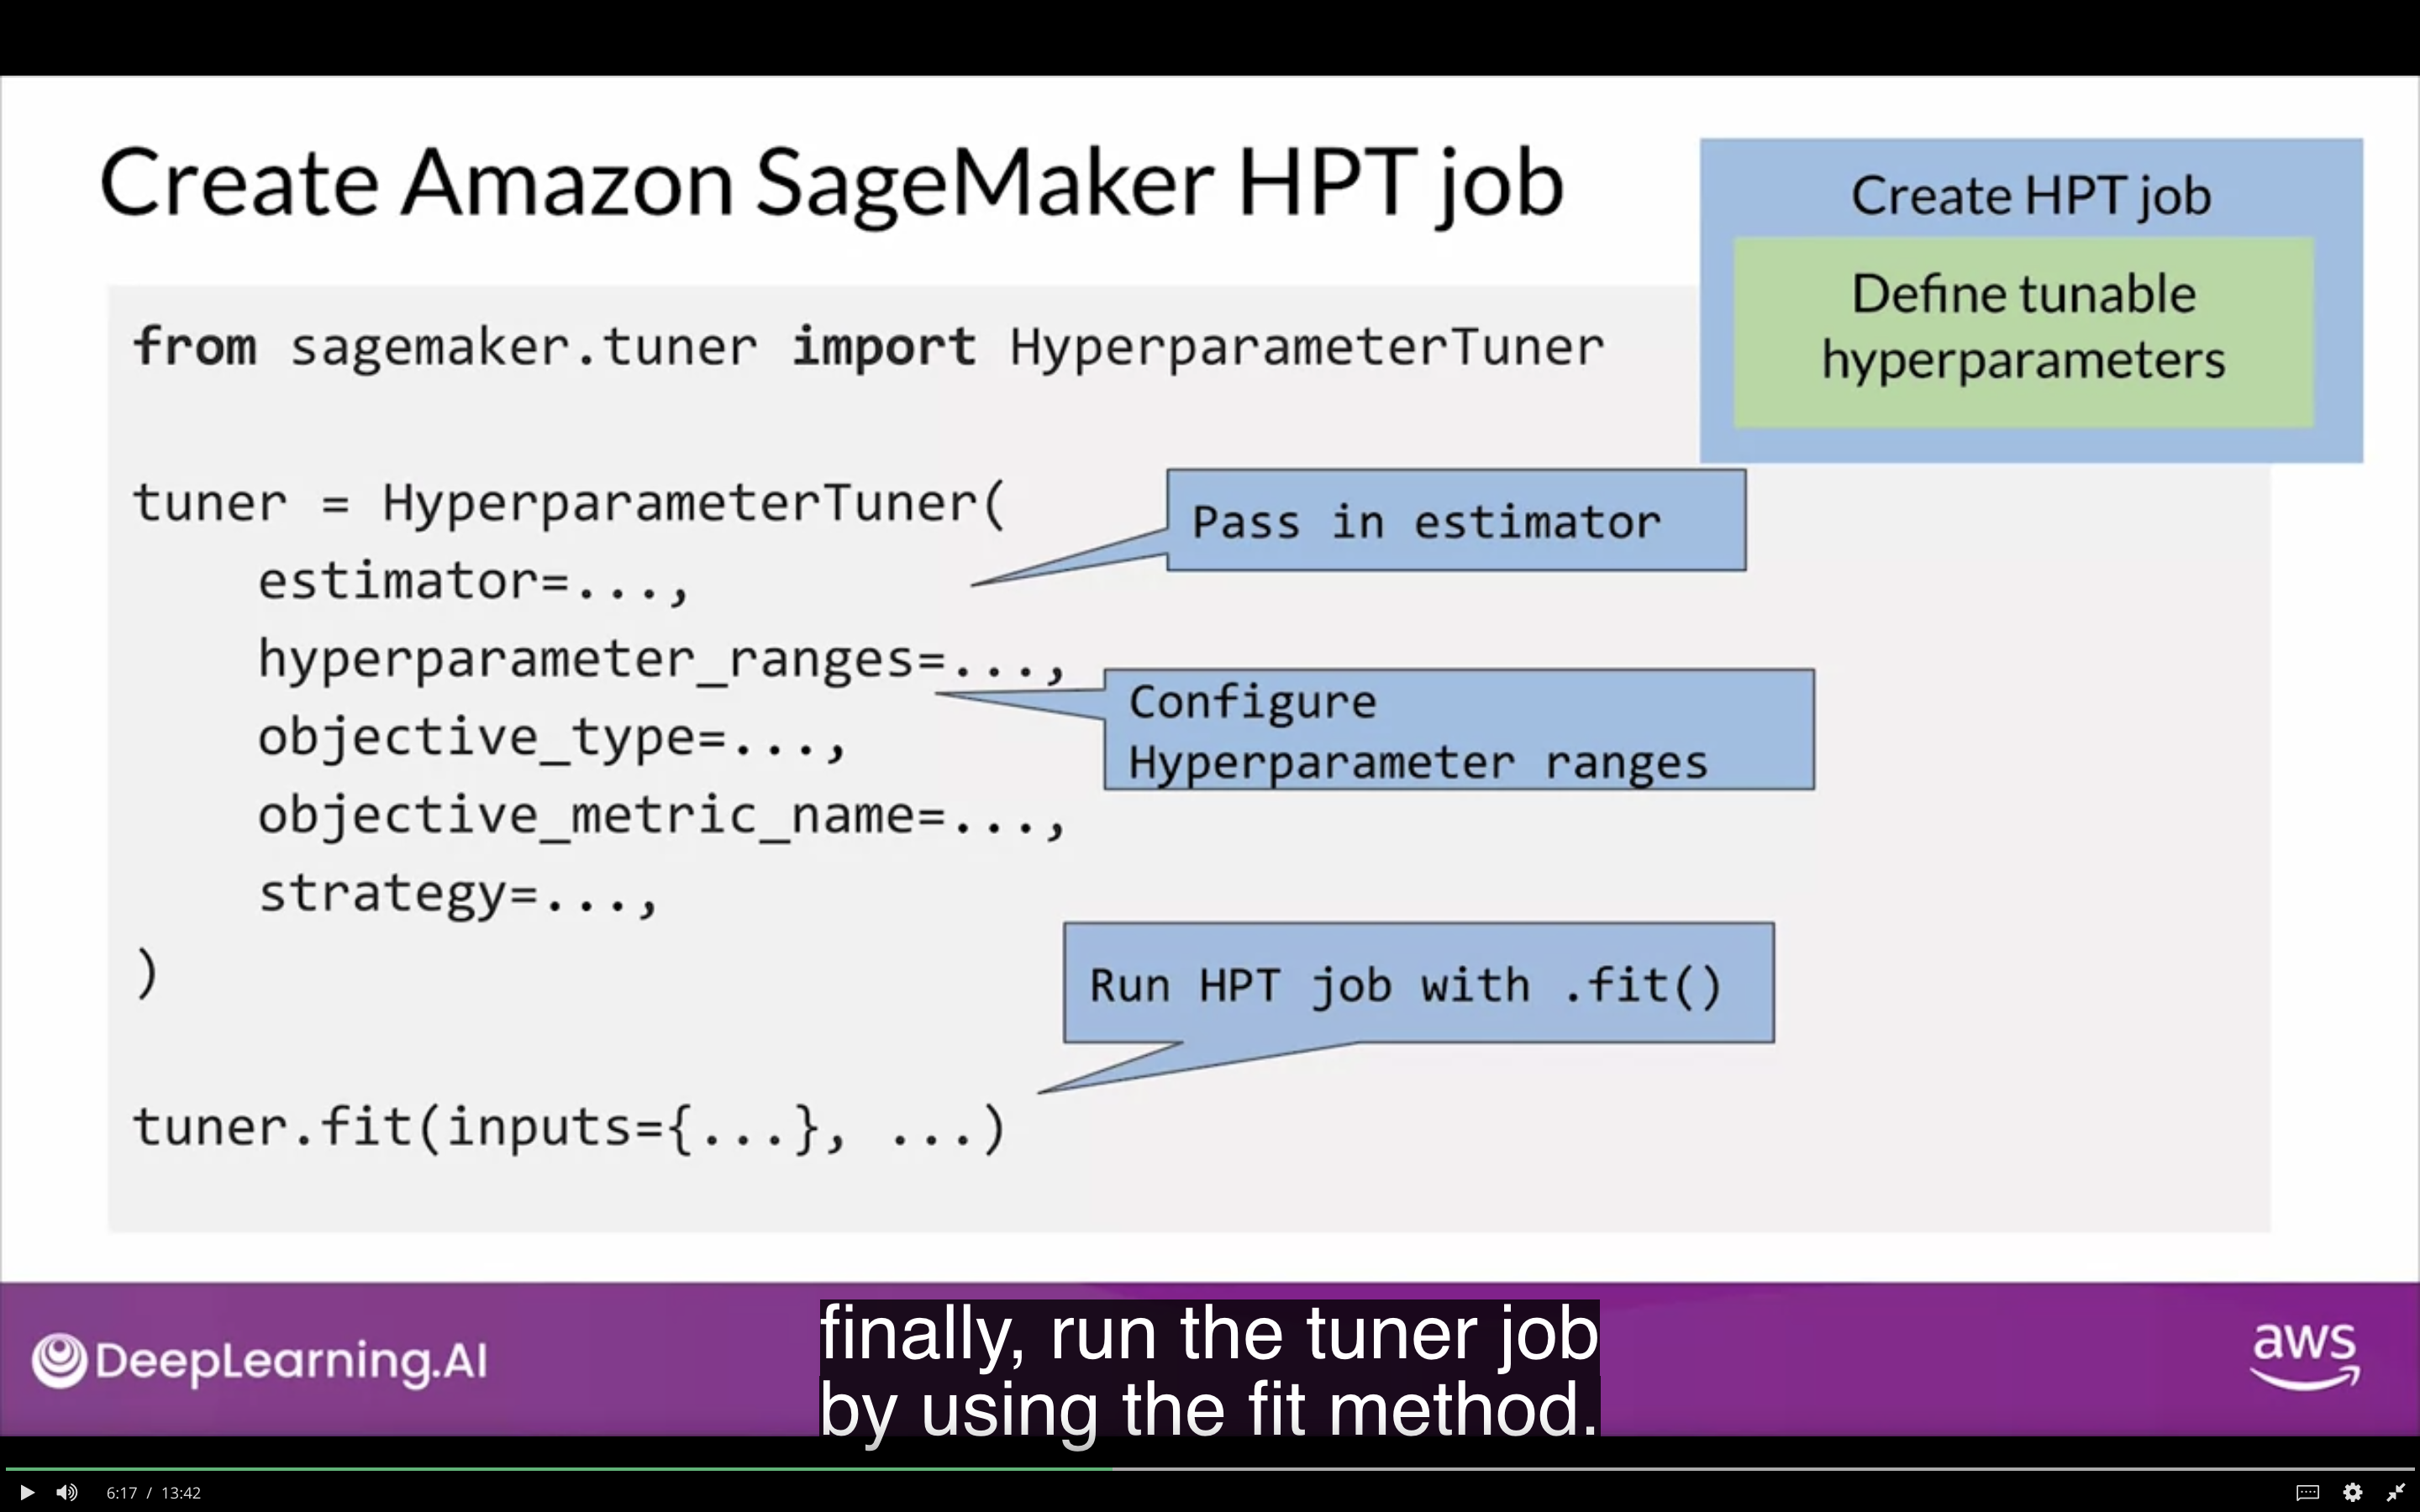 Create Amazon SageMaker HPT job
Create HPT job
Define tunable
hyperparameters
from sagemaker.tuner import HyperparameterTuner
tuner = HyperparameterTuner(
Pass in estimator
estimator=...,
hyperparameter_ranges=...,
Configure
Hyperparameter ranges
objective_type=...,
objective_metric_name=...,
strategy=...,
)
Run HPT job with .fit()
tuner.fit(inputs={...}, ...)
DeepLearning.AI
finally, run the tuner job
by using the fit method.
aws
6:17 / 13:42